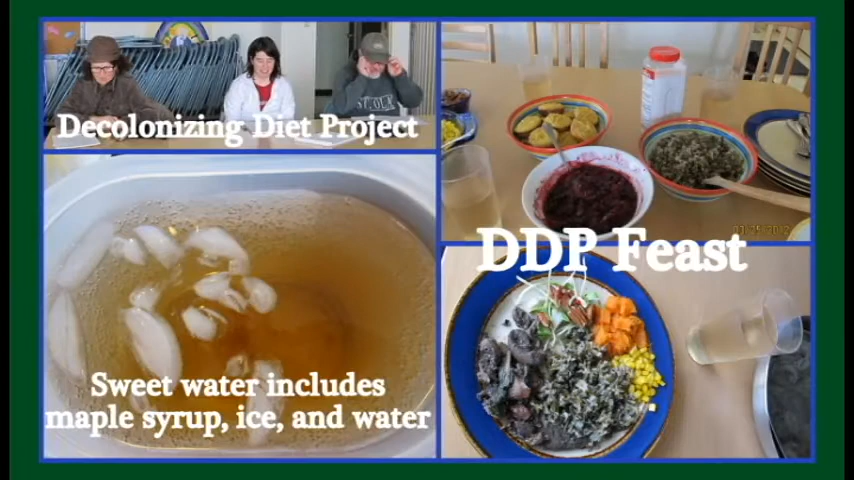 Decolonizing Diet Project
Sweet water includes
maple syrup, ice, and water
DDP Feast